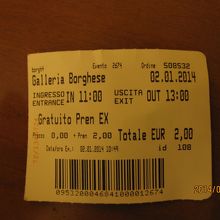 borght Evento 2674 Ordine 508532
Galleria Borghese 02.01.2014
INGRESSO IN 11:00 USCITA OUT 13:00
ENTRANCE EXIT
Gratuito Pren EX
Prezzo 0,00 + Pren 2,00 Totale EUR 2,00
Data/ora Em.: 02.01.2014 10:49 id 108
0953200046841000012674